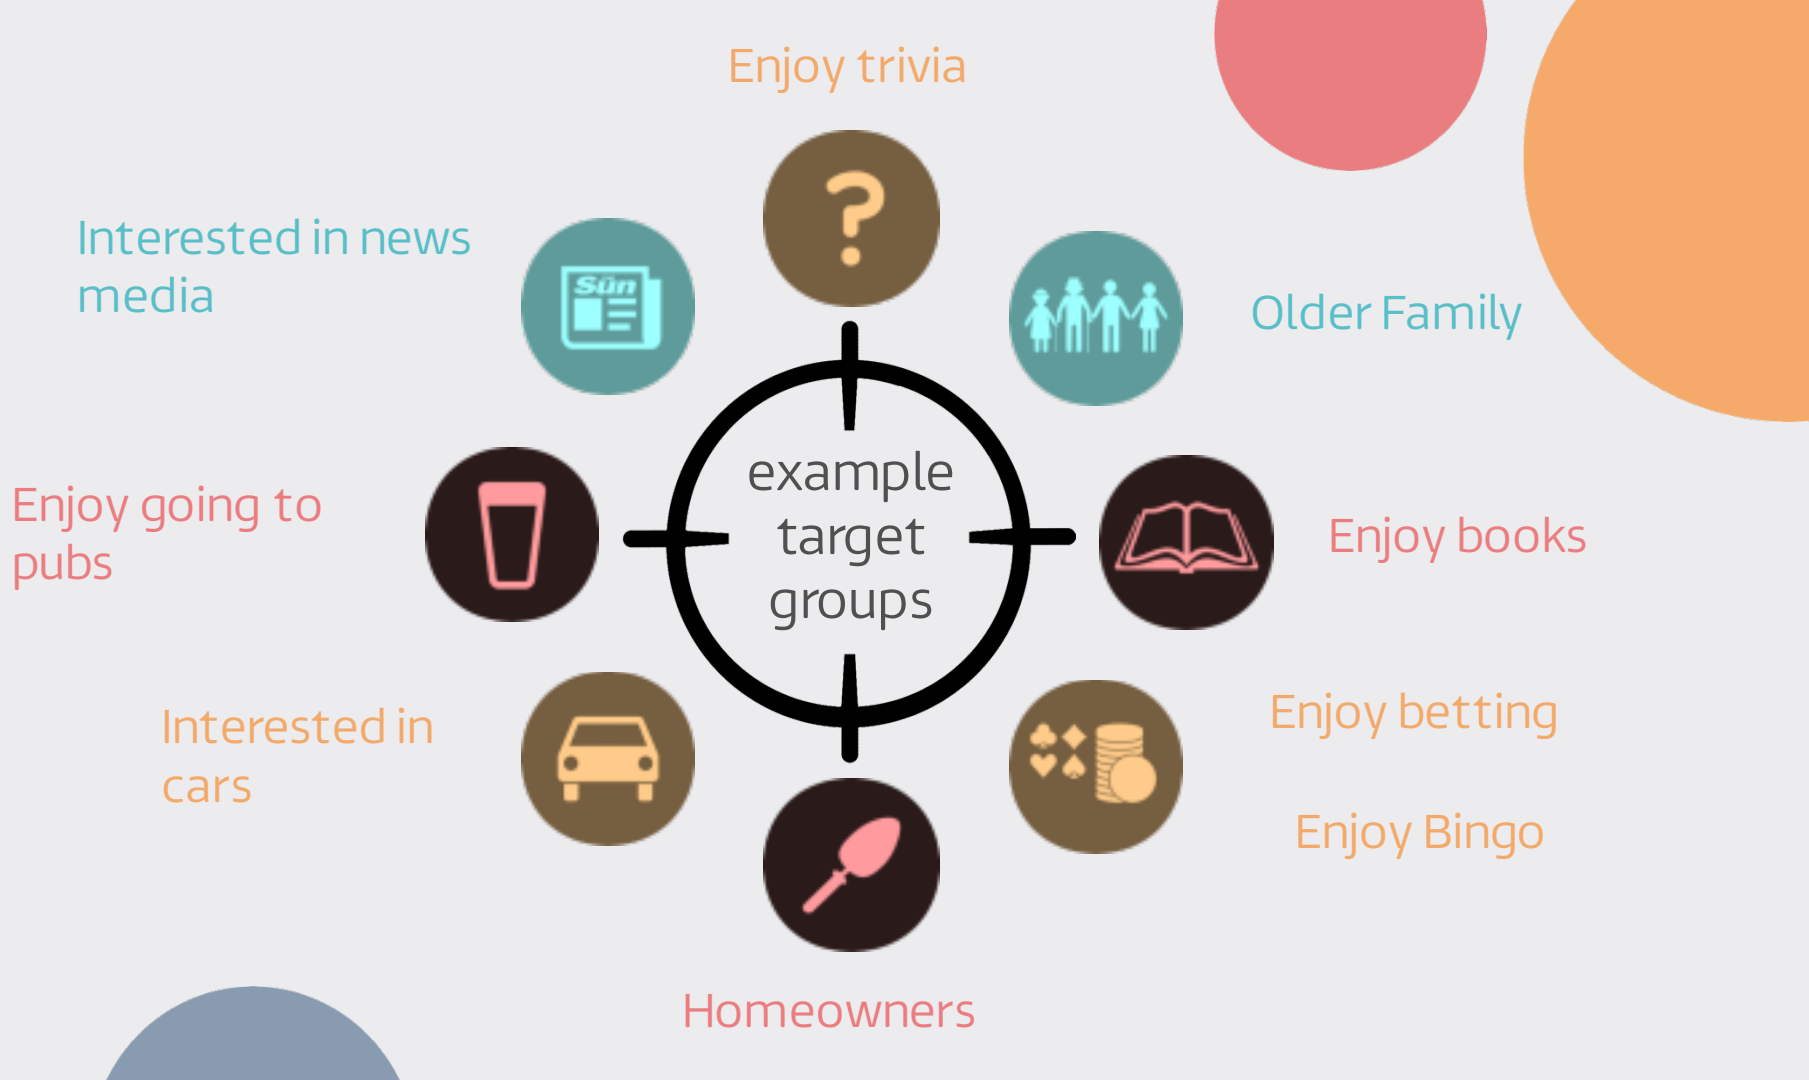 Enjoy trivia
Interested in news
media
Sün
Older Family
Enjoy going to
pubs
example
target
groups
Enjoy books
Interested in
cars
Enjoy betting
Enjoy Bingo
Homeowners